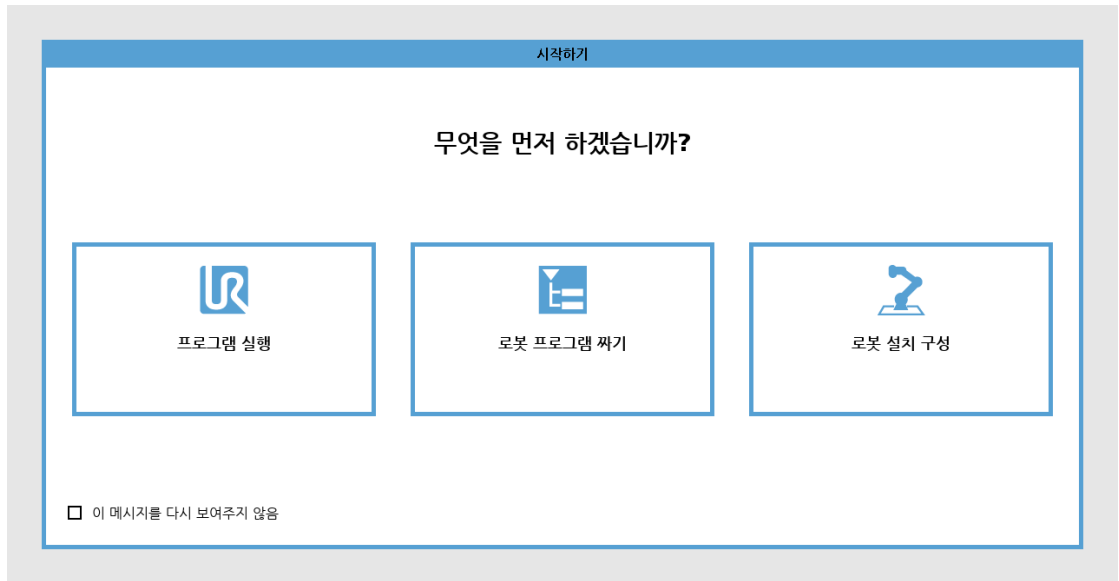 시작하기
무엇을 먼저 하겠습니까?
프로그램 실행
로봇 프로그램 짜기
로봇 설치 구성
이 메시지를 다시 보여주지 않음